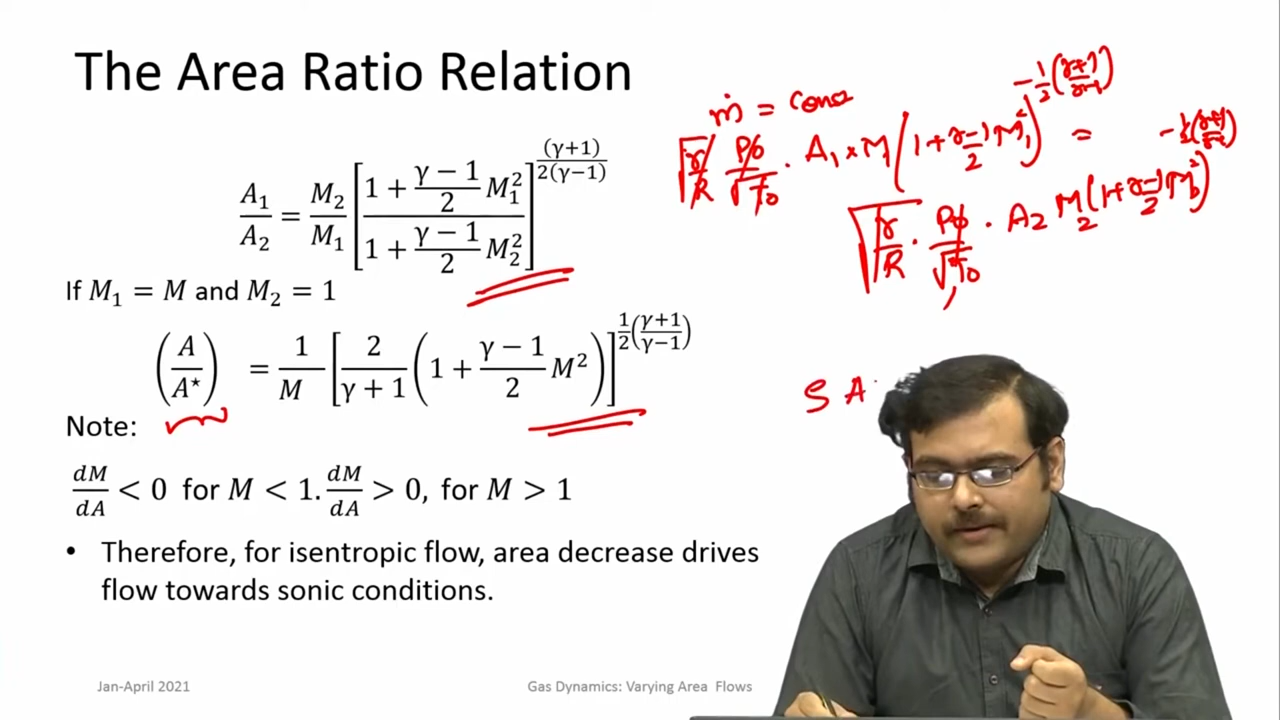 The Area Ratio Relation
A₁/A₂ = M₂/M₁ [(1 + (γ−1)/2 M₁²)/(1 + (γ−1)/2 M₂²)]^((γ+1)/2(γ−1))
If M₁ = M and M₂ = 1
(A/A⋆) = 1/M [2/(γ+1) (1 + (γ−1)/2 M²)]^(1/2((γ+1)/(γ−1)))
Note:
dM/dA < 0 for M < 1. dM/dA > 0, for M > 1
• Therefore, for isentropic flow, area decrease drives
flow towards sonic conditions.
ṁ = Const
√(γ/R) · P₀/√T₀ · A₁ × M₁ (1 + (γ−1)/2 M₁²)^(−1/2((γ+1)/(γ−1))) =
√(γ/R) · P₀/√T₀ · A₂ M₂ (1 + (γ−1)/2 M₂²)^(−1/2((γ+1)/(γ−1)))
S A
Jan-April 2021
Gas Dynamics: Varying Area Flows